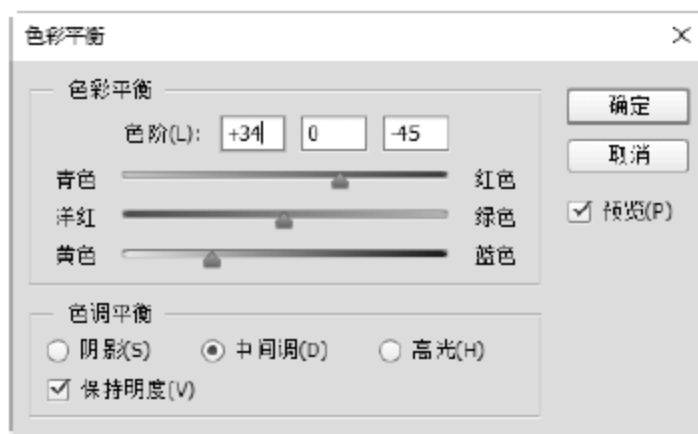 色彩平衡
色彩平衡
色阶(L): +34 0 -45
青色 红色
洋红 绿色
黄色 蓝色
确定
取消
预览(P)
色调平衡
阴影(S) 中间调(D) 高光(H)
保持明度(V)